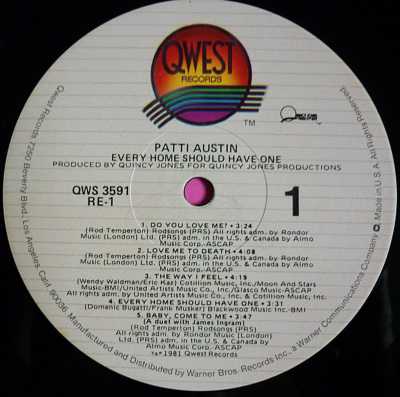 QWEST
RECORDS
TM
PATTI AUSTIN
EVERY HOME SHOULD HAVE ONE
PRODUCED BY QUINCY JONES FOR QUINCY JONES PRODUCTIONS
QWS 3591
RE-1
1
1. DO YOU LOVE ME? • 3:24
(Rod Temperton) Rodsongs (PRS) All rights adm. by Rondor
Music (London) Ltd. (PRS) adm. in the U.S. & Canada by Almo
Music Corp.-ASCAP
2. LOVE ME TO DEATH • 4:08
(Rod Temperton) Rodsongs (PRS) All rights adm. by Rondor
Music (London) Ltd. (PRS) adm. in the U.S. & Canada by Almo
Music Corp.-ASCAP
3. THE WAY I FEEL • 4:19
(Wendy Waldman/Eric Kaz) Cotillion Music, Inc./Moon And Stars
Music-BMI/United Artists Music Co., Inc/Glasco Music-ASCAP
All rights adm. by United Artists Music Co., Inc. & Cotillion Music, Inc.
4. EVERY HOME SHOULD HAVE ONE • 3:31
(Domenic Bugatti/Frank Musker) Blackwood Music Inc.-BMI
5. BABY, COME TO ME • 3:47
(A duet with James Ingram)
(Rod Temperton) Rodsongs (PRS)
All rights adm. by Rondor Music (London)
Ltd. (PRS) adm. in the U.S. & Canada by
Almo Music Corp.-ASCAP
1981 Qwest Records
Qwest Records 7250 Beverly Blvd., Los Angeles, Calif. 90036, Manufactured and Distributed by Warner Bros. Records Inc., a Warner Communications Company
Made in U.S.A. All Rights Reserved.